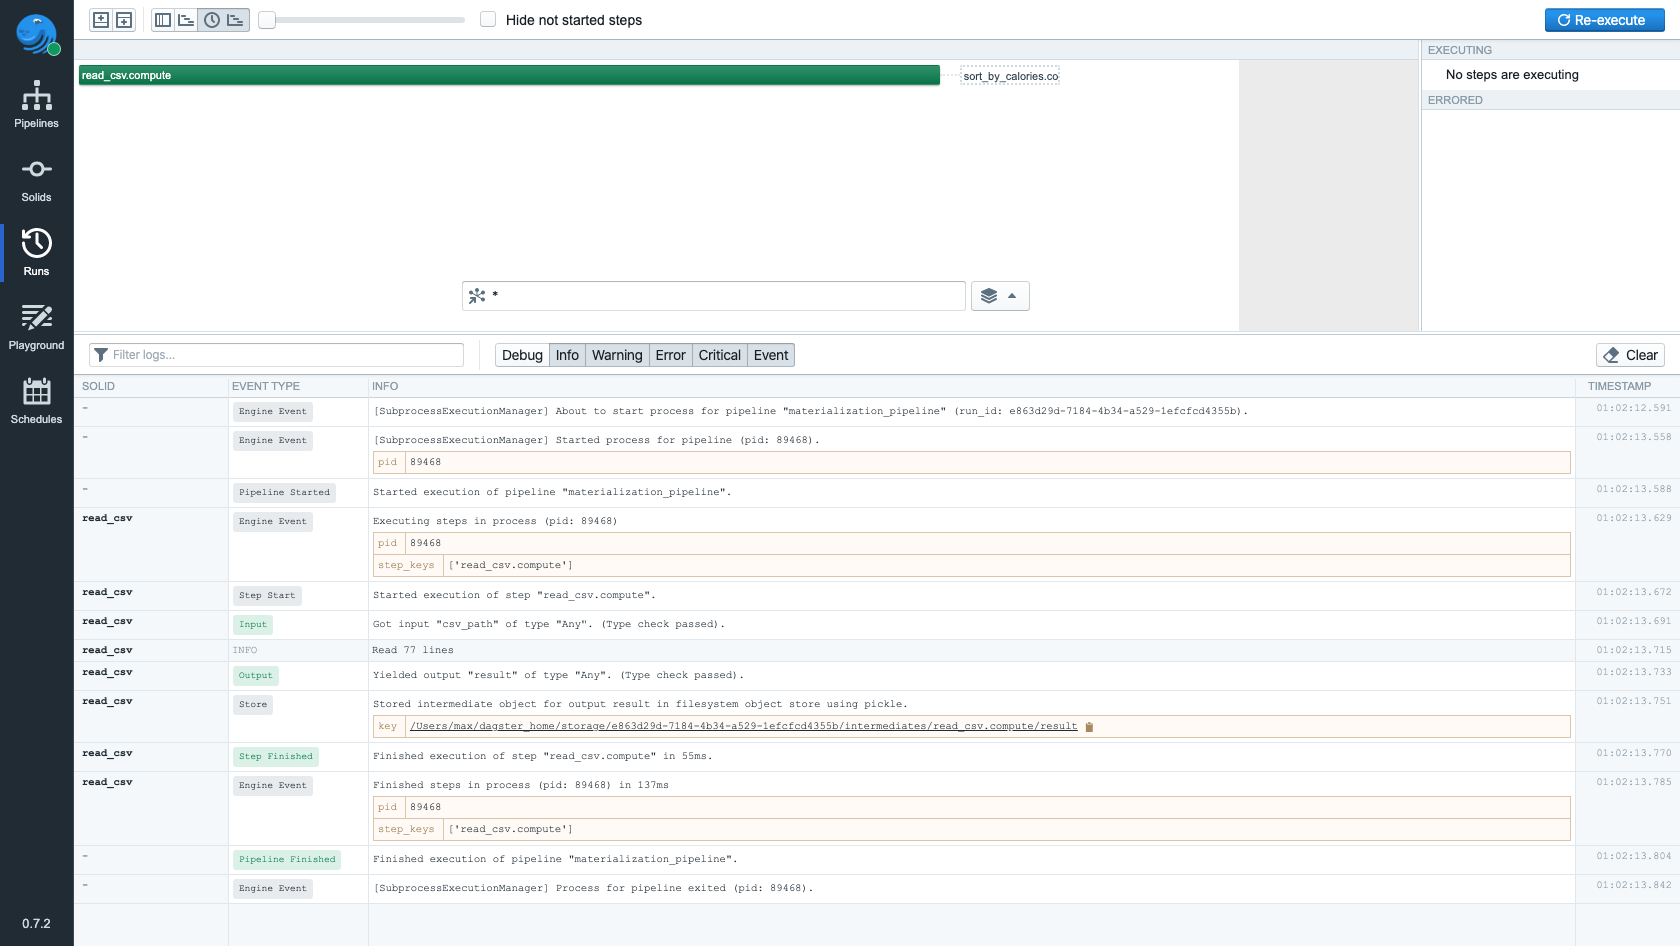 Hide not started steps
Re-execute
EXECUTING
read_csv.compute
sort_by_calories.co
No steps are executing
ERRORED
Pipelines
Solids
Runs
Playground
Schedules
0.7.2
*
Filter logs...
Debug Info Warning Error Critical Event
Clear
SOLID EVENT TYPE INFO TIMESTAMP
- Engine Event [SubprocessExecutionManager] About to start process for pipeline "materialization_pipeline" (run_id: e863d29d-7184-4b34-a529-1efcfcd4355b). 01:02:12.591
- Engine Event [SubprocessExecutionManager] Started process for pipeline (pid: 89468). 01:02:13.558
pid 89468
- Pipeline Started Started execution of pipeline "materialization_pipeline". 01:02:13.588
read_csv Engine Event Executing steps in process (pid: 89468) 01:02:13.629
pid 89468
step_keys ['read_csv.compute']
read_csv Step Start Started execution of step "read_csv.compute". 01:02:13.672
read_csv Input Got input "csv_path" of type "Any". (Type check passed). 01:02:13.691
read_csv INFO Read 77 lines 01:02:13.715
read_csv Output Yielded output "result" of type "Any". (Type check passed). 01:02:13.733
read_csv Store Stored intermediate object for output result in filesystem object store using pickle. 01:02:13.751
key /Users/max/dagster_home/storage/e863d29d-7184-4b34-a529-1efcfcd4355b/intermediates/read_csv.compute/result
read_csv Step Finished Finished execution of step "read_csv.compute" in 55ms. 01:02:13.770
read_csv Engine Event Finished steps in process (pid: 89468) in 137ms 01:02:13.785
pid 89468
step_keys ['read_csv.compute']
- Pipeline Finished Finished execution of pipeline "materialization_pipeline". 01:02:13.804
- Engine Event [SubprocessExecutionManager] Process for pipeline exited (pid: 89468). 01:02:13.842